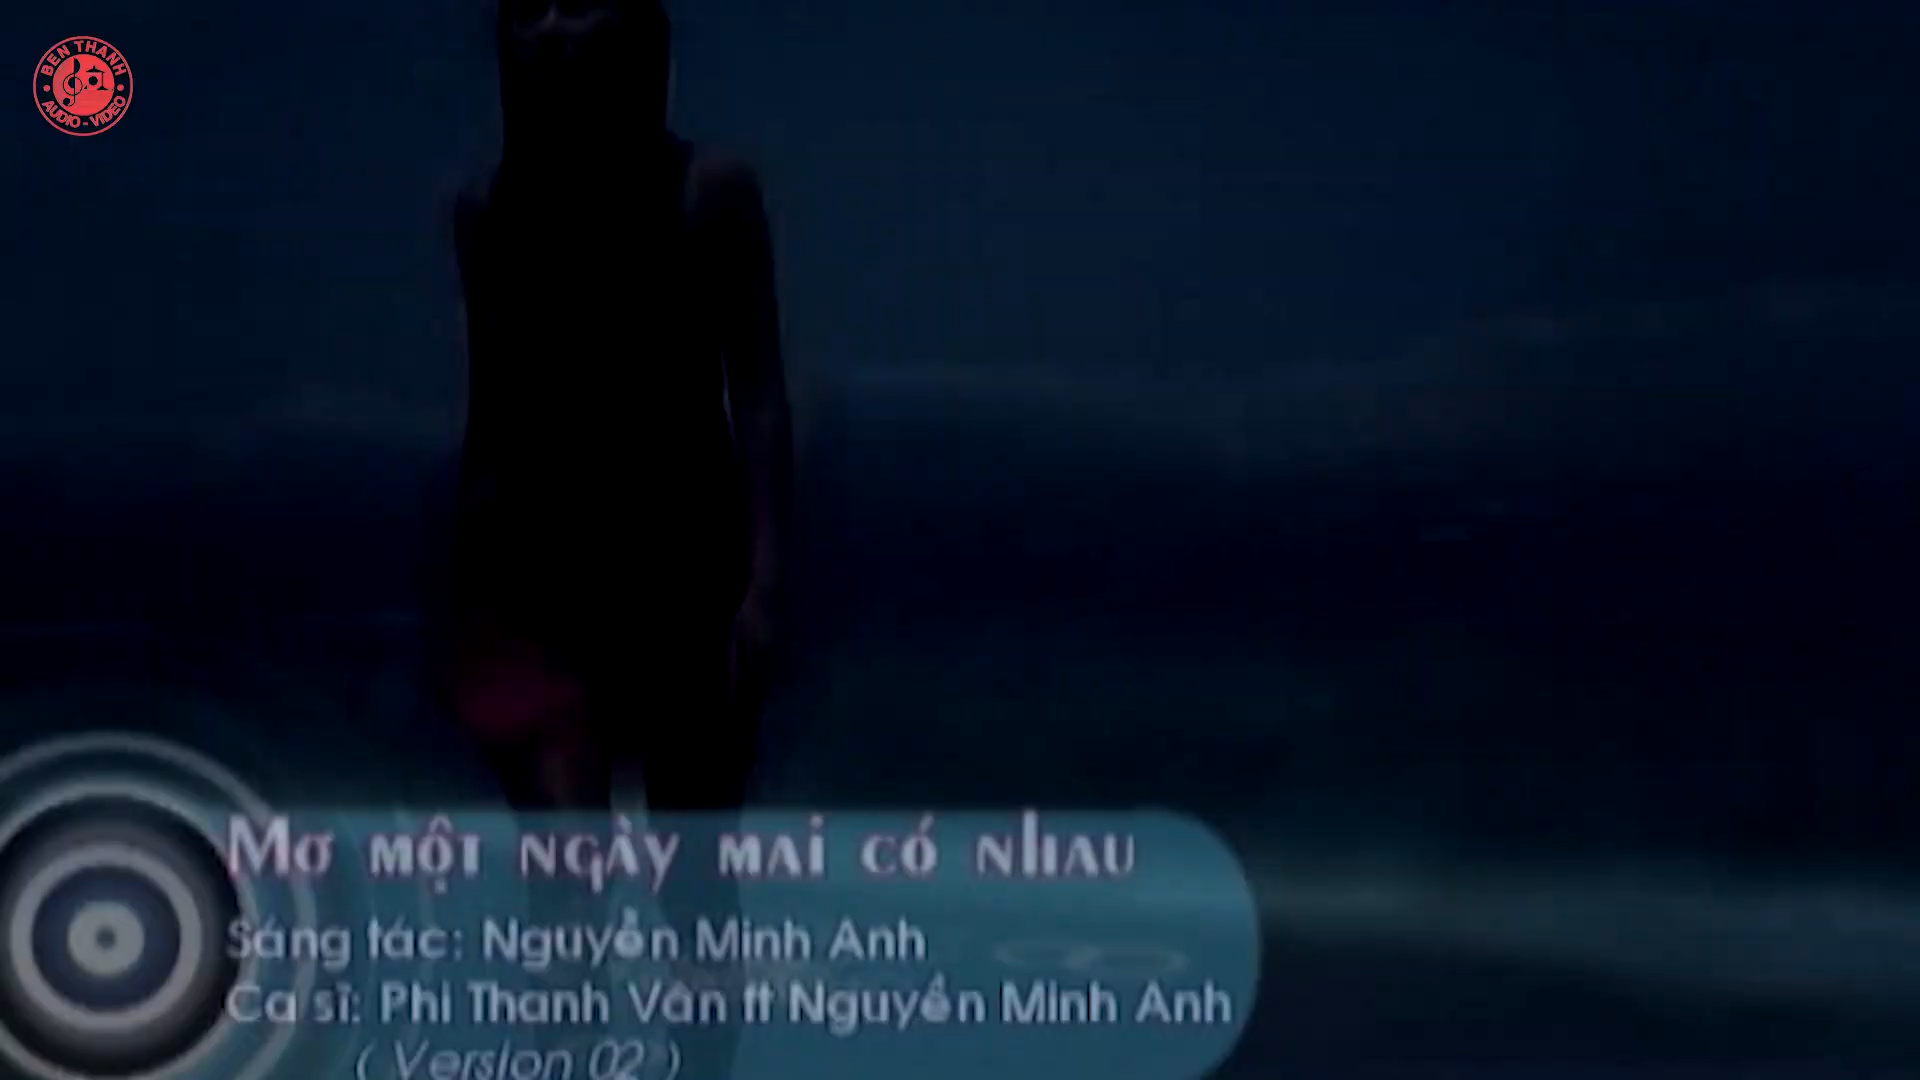 BEN THANH
AUDIO - VIDEO
Mơ một ngày mai có nhau
Sáng tác: Nguyễn Minh Anh
Ca sĩ: Phi Thanh Vân ft Nguyễn Minh Anh
( Version 02 )